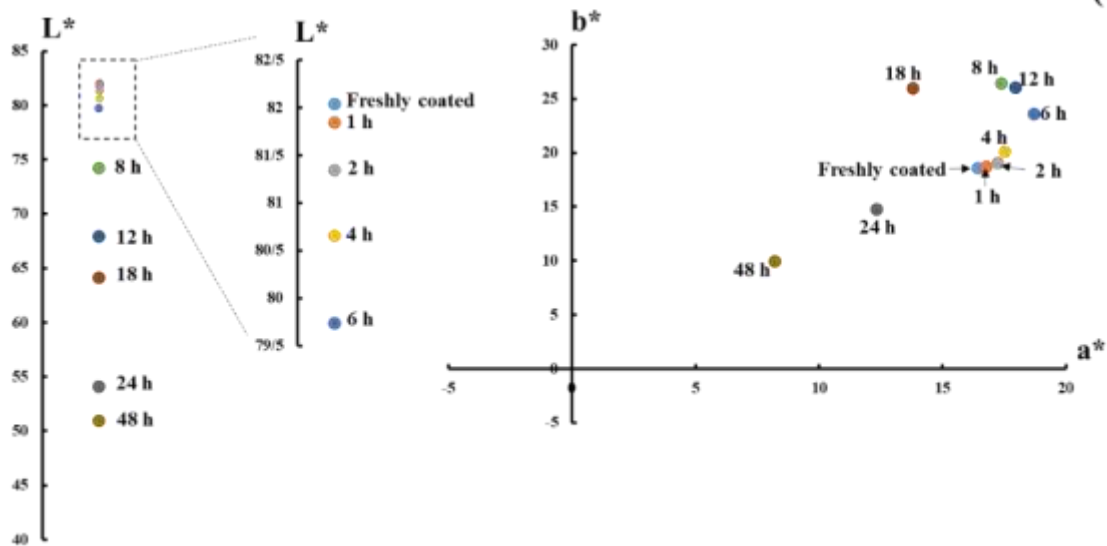 L*
85
80
75
70
65
60
55
50
45
40
8 h
12 h
18 h
24 h
48 h
L*
82/5
82
81/5
81
80/5
80
79/5
Freshly coated
1 h
2 h
4 h
6 h
b*
30
25
20
15
10
5
0
-5
18 h
8 h
12 h
6 h
4 h
Freshly coated
2 h
1 h
24 h
48 h
a*
-5
0
5
10
15
20